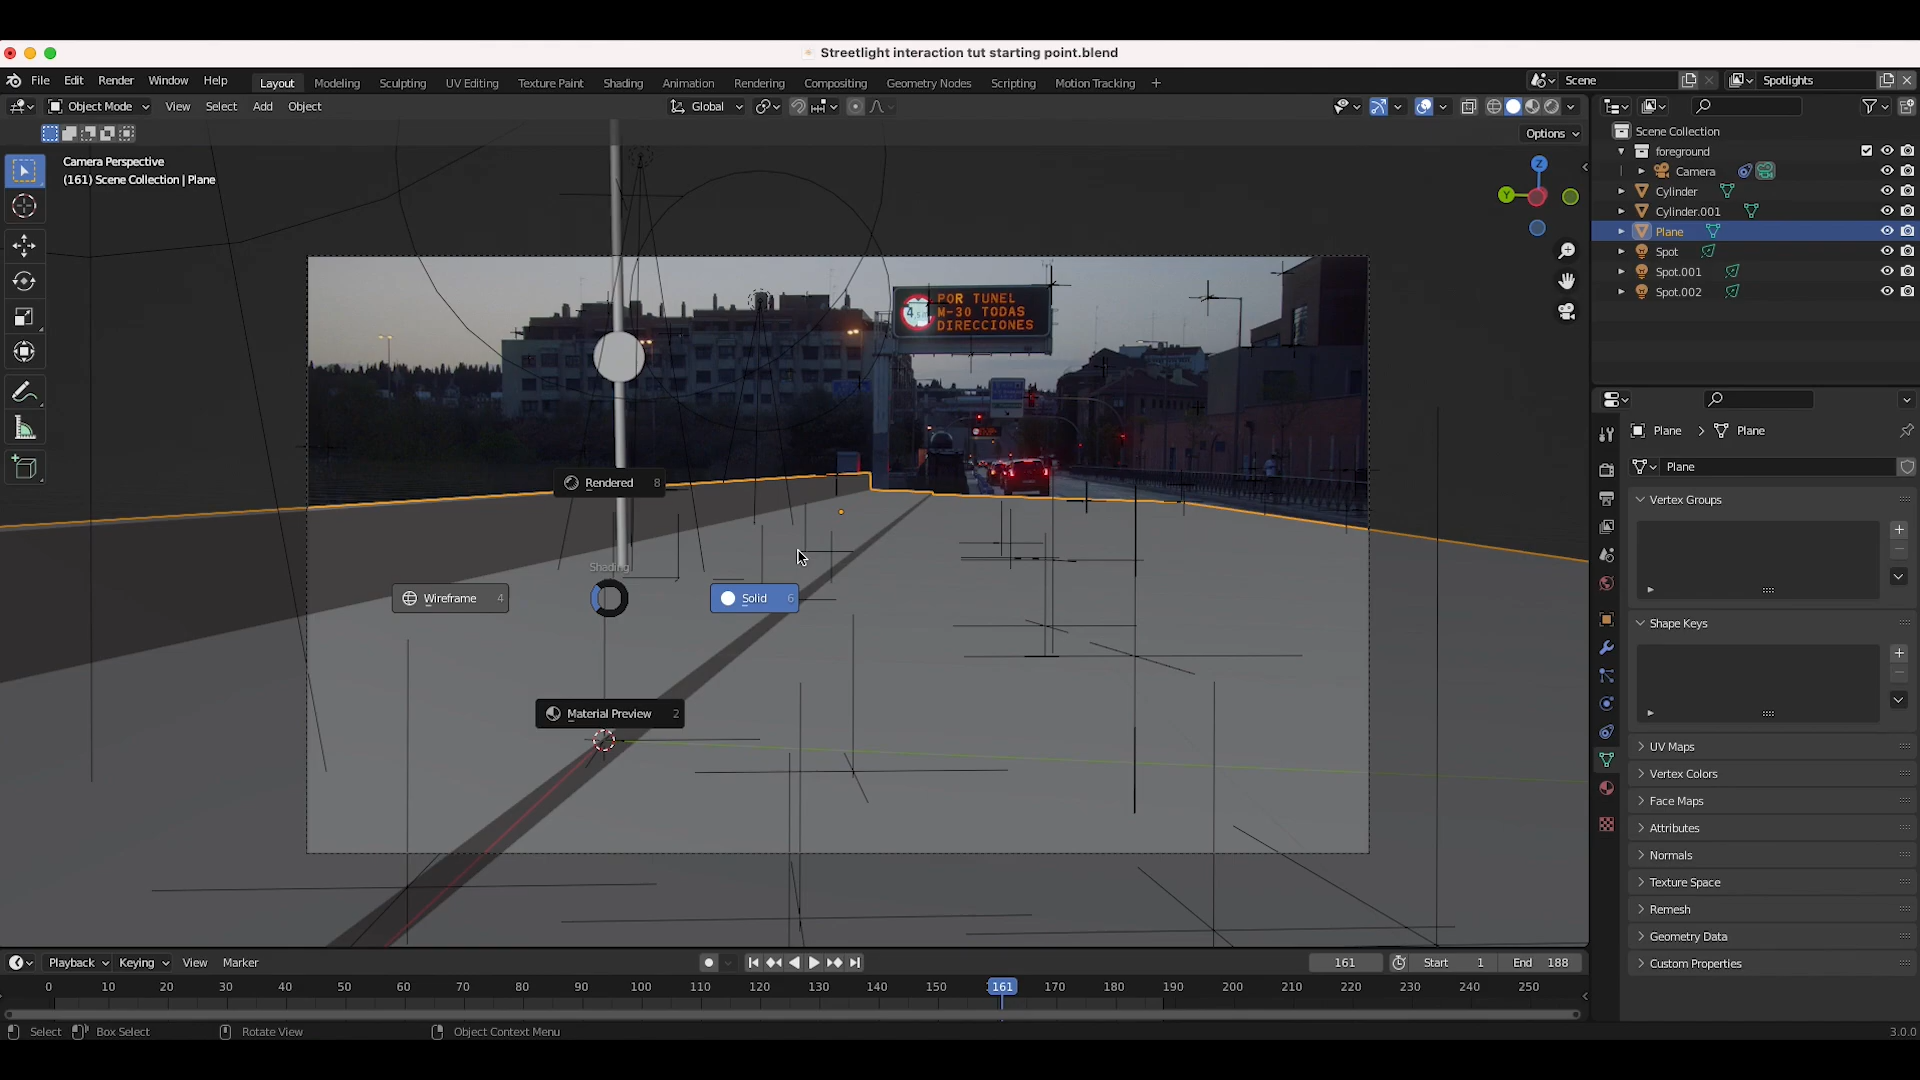 Streetlight interaction tut starting point.blend
File Edit Render Window Help Layout Modeling Sculpting UV Editing Texture Paint Shading Animation Rendering Compositing Geometry Nodes Scripting Motion Tracking + Scene Spotlights
Object Mode View Select Add Object Global
Options
Camera Perspective
(161) Scene Collection | Plane
Z
Y
POR TUNEL
M-30 TODAS
DIRECCIONES
Rendered 8
Shading
Wireframe 4
Solid 6
Material Preview 2
Scene Collection
foreground
Camera
Cylinder
Cylinder.001
Plane
Spot
Spot.001
Spot.002
Plane > Plane
Plane
Vertex Groups
Shape Keys
UV Maps
Vertex Colors
Face Maps
Attributes
Normals
Texture Space
Remesh
Geometry Data
Custom Properties
Playback Keying View Marker 161 Start 1 End 188
0 10 20 30 40 50 60 70 80 90 100 110 120 130 140 150 161 170 180 190 200 210 220 230 240 250
Select Box Select Rotate View Object Context Menu 3.0.0